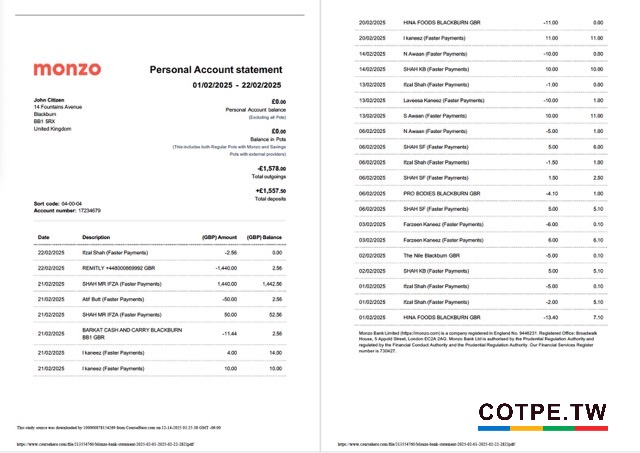 monzo
Personal Account statement
01/02/2025 - 22/02/2025
John Citizen
14 Fountains Avenue
Blackburn
BB1 5RX
United Kingdom
£0.00
Personal Account balance
(Excluding all Pots)
£0.00
Balance in Pots
(This includes both Regular Pots with Monzo and Savings
Pots with external providers)
-£1,578.00
Total outgoings
+£1,557.50
Total deposits
Sort code: 04-00-04
Account number: 17234679
Date Description (GBP) Amount (GBP) Balance
22/02/2025 Ifzal Shah (Faster Payments) -2.56 0.00
22/02/2025 REMITLY +448000869992 GBR -1,440.00 2.56
21/02/2025 SHAH MR IFZA (Faster Payments) 1,440.00 1,442.56
21/02/2025 Atif Butt (Faster Payments) -50.00 2.56
21/02/2025 SHAH MR IFZA (Faster Payments) 50.00 52.56
21/02/2025 BARKAT CASH AND CARRY BLACKBURN
BB1 GBR -11.44 2.56
21/02/2025 I kaneez (Faster Payments) 4.00 14.00
21/02/2025 I kaneez (Faster Payments) 10.00 10.00
This study source was downloaded by 100000878154269 from CourseHero.com on 12-14-2025 01:25:38 GMT -06:00
20/02/2025 HINA FOODS BLACKBURN GBR -11.00 0.00
20/02/2025 I kaneez (Faster Payments) 11.00 11.00
14/02/2025 N Awaan (Faster Payments) -10.00 0.00
14/02/2025 SHAH KB (Faster Payments) 10.00 10.00
13/02/2025 Ifzal Shah (Faster Payments) -1.00 0.00
13/02/2025 Laveesa Kaneez (Faster Payments) -10.00 1.00
13/02/2025 S Awaan (Faster Payments) 10.00 11.00
06/02/2025 N Awaan (Faster Payments) -5.00 1.00
06/02/2025 SHAH SF (Faster Payments) 5.00 6.00
06/02/2025 Ifzal Shah (Faster Payments) -1.50 1.00
06/02/2025 SHAH SF (Faster Payments) 1.50 2.50
06/02/2025 PRO BODIES BLACKBURN GBR -4.10 1.00
06/02/2025 SHAH SF (Faster Payments) 5.00 5.10
03/02/2025 Farzeen Kaneez (Faster Payments) -6.00 0.10
03/02/2025 Farzeen Kaneez (Faster Payments) 6.00 6.10
02/02/2025 The Nile Blackburn GBR -5.00 0.10
02/02/2025 SHAH KB (Faster Payments) 5.00 5.10
01/02/2025 Ifzal Shah (Faster Payments) -5.00 0.10
01/02/2025 Ifzal Shah (Faster Payments) -2.00 5.10
01/02/2025 HINA FOODS BLACKBURN GBR -13.40 7.10
Monzo Bank Limited (https://monzo.com) is a company registered in England No. 9446231. Registered Office: Broadwalk
House, 5 Appold Street, London EC2A 2AG. Monzo Bank Ltd is authorised by the Prudential Regulation Authority and
regulated by the Financial Conduct Authority and the Prudential Regulation Authority. Our Financial Services Register
number is 730427.
COTPE.TW